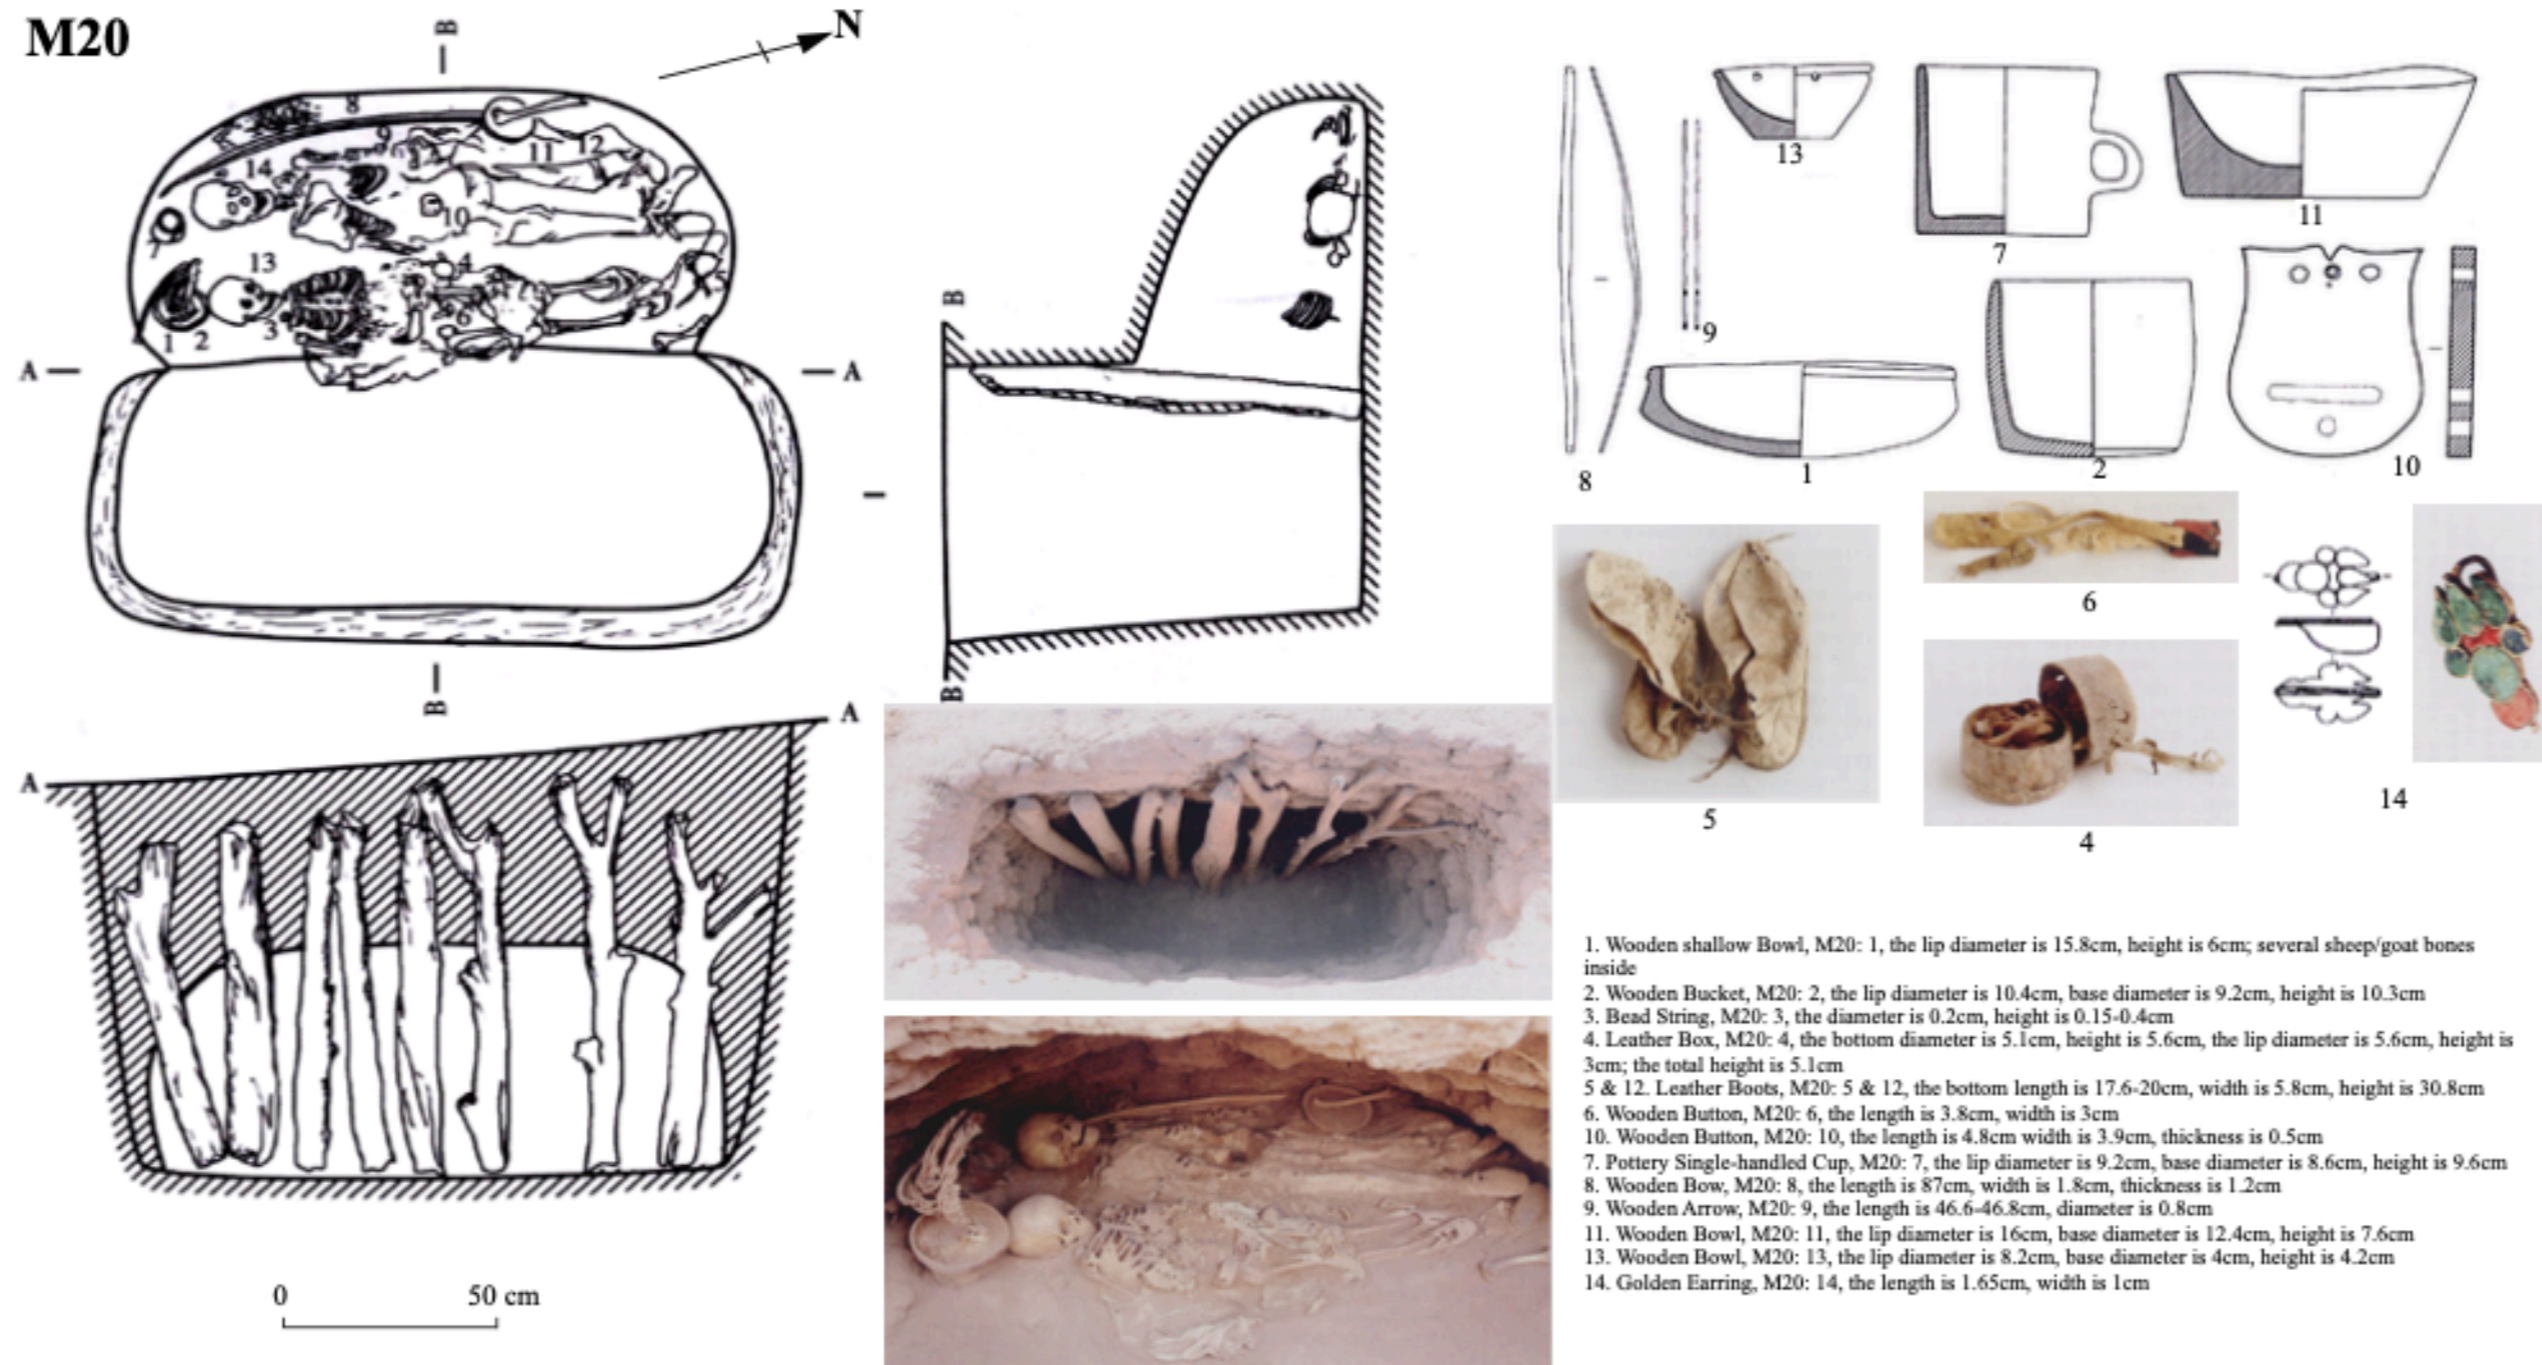 M20
B
N
8
9
14
11
12
10
7
13
4
1
2
3
6
A
A
B
B
B
A
A
0
50 cm
13
7
11
9
8
1
2
10
5
6
4
14
1. Wooden shallow Bowl, M20: 1, the lip diameter is 15.8cm, height is 6cm; several sheep/goat bones
inside
2. Wooden Bucket, M20: 2, the lip diameter is 10.4cm, base diameter is 9.2cm, height is 10.3cm
3. Bead String, M20: 3, the diameter is 0.2cm, height is 0.15-0.4cm
4. Leather Box, M20: 4, the bottom diameter is 5.1cm, height is 5.6cm, the lip diameter is 5.6cm, height is
3cm; the total height is 5.1cm
5 & 12. Leather Boots, M20: 5 & 12, the bottom length is 17.6-20cm, width is 5.8cm, height is 30.8cm
6. Wooden Button, M20: 6, the length is 3.8cm, width is 3cm
10. Wooden Button, M20: 10, the length is 4.8cm width is 3.9cm, thickness is 0.5cm
7. Pottery Single-handled Cup, M20: 7, the lip diameter is 9.2cm, base diameter is 8.6cm, height is 9.6cm
8. Wooden Bow, M20: 8, the length is 87cm, width is 1.8cm, thickness is 1.2cm
9. Wooden Arrow, M20: 9, the length is 46.6-46.8cm, diameter is 0.8cm
11. Wooden Bowl, M20: 11, the lip diameter is 16cm, base diameter is 12.4cm, height is 7.6cm
13. Wooden Bowl, M20: 13, the lip diameter is 8.2cm, base diameter is 4cm, height is 4.2cm
14. Golden Earring, M20: 14, the length is 1.65cm, width is 1cm